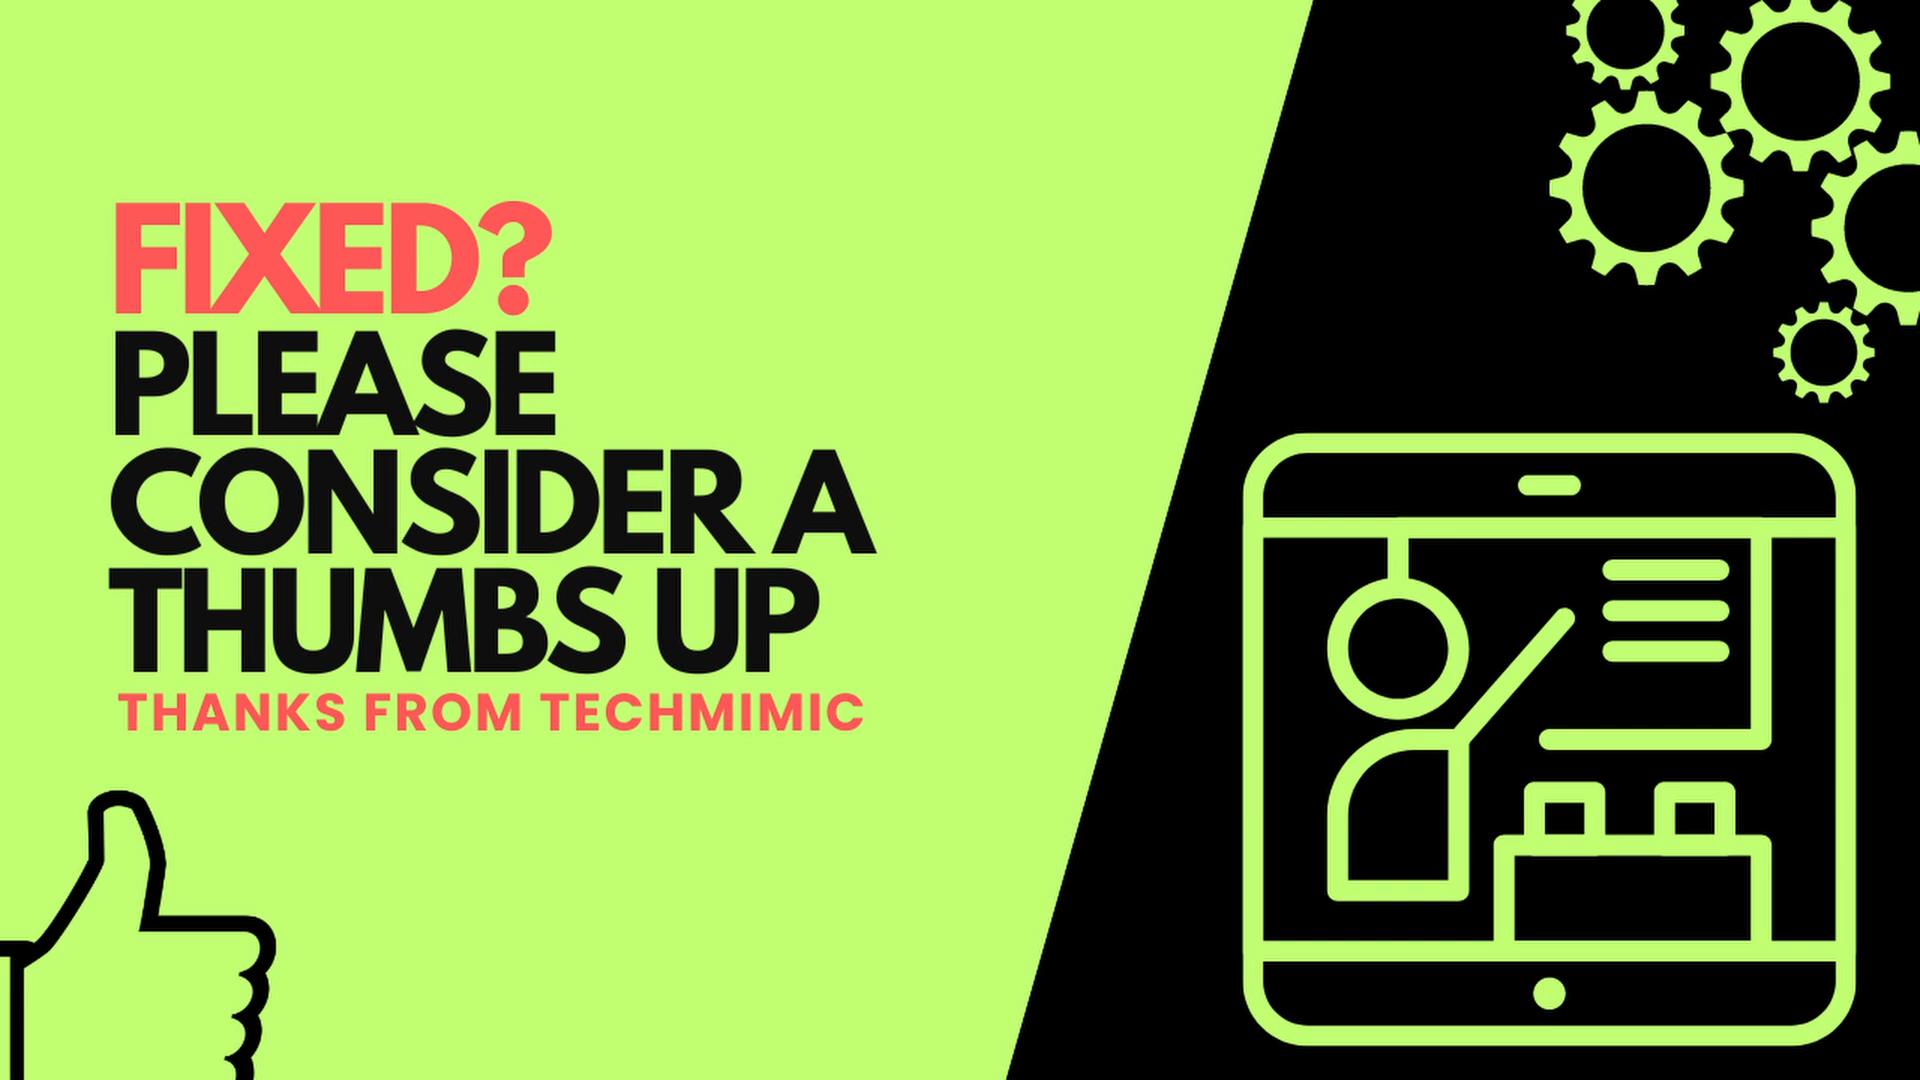 FIXED?
PLEASE
CONSIDER A
THUMBS UP
THANKS FROM TECHMIMIC